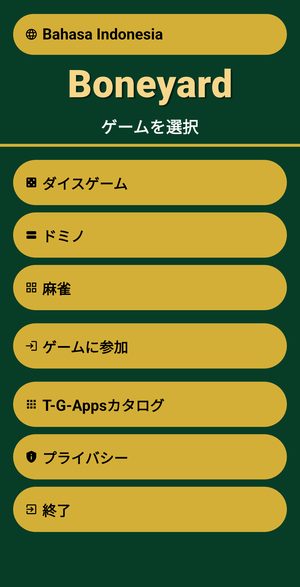 Bahasa Indonesia
Boneyard
ゲームを選択
ダイスゲーム
ドミノ
麻雀
ゲームに参加
T-G-Appsカタログ
プライバシー
終了